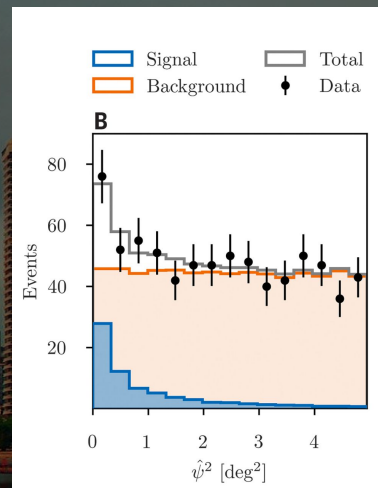 Signal
Total
Background
Data
B
80
60
40
20
Events
0
1
2
3
4
ψ̂² [deg²]